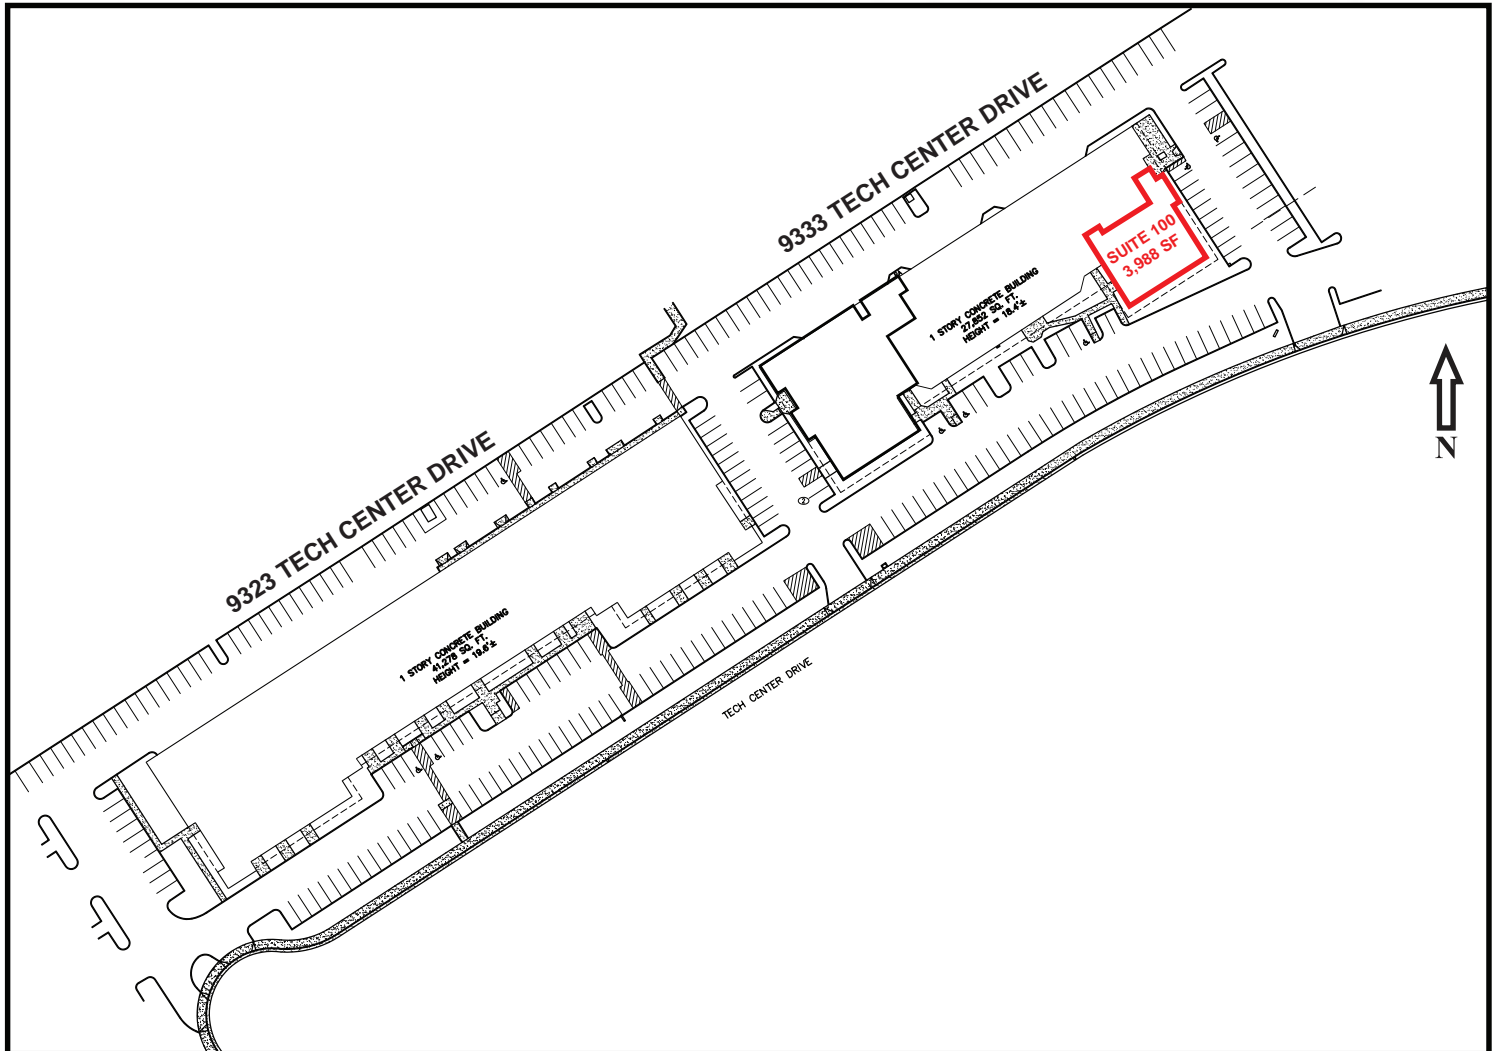 9333 TECH CENTER DRIVE
SUITE 100
3,988 SF
1 STORY CONCRETE BUILDING
27,852 SQ. FT.
HEIGHT = 18.4'±
N
9323 TECH CENTER DRIVE
2
1 STORY CONCRETE BUILDING
41,278 SQ. FT.
HEIGHT = 19.6'±
TECH CENTER DRIVE